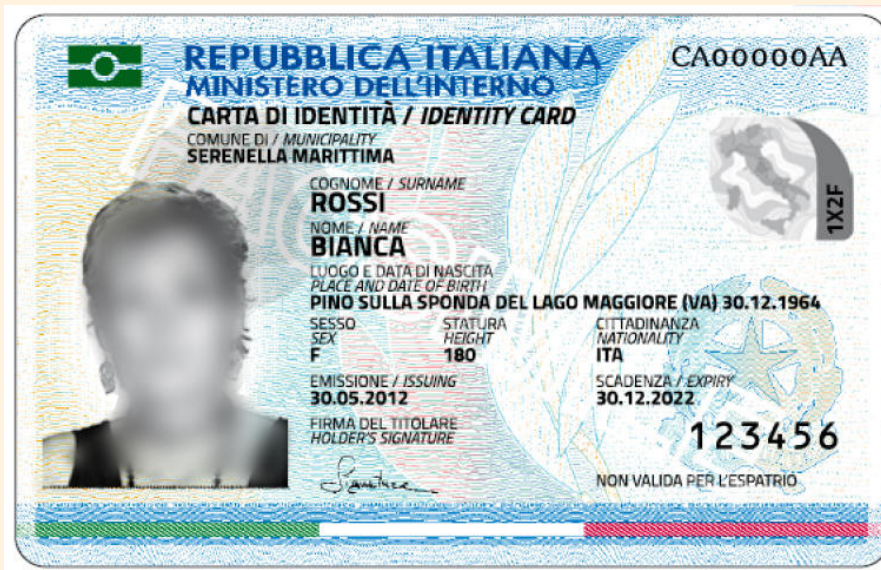 REPUBBLICA ITALIANA
CA00000AA
MINISTERO DELL'INTERNO
CARTA DI IDENTITÀ / IDENTITY CARD
COMUNE DI / MUNICIPALITY
SERENELLA MARITTIMA
COGNOME / SURNAME
ROSSI
1X2F
NOME / NAME
BIANCA
LUOGO E DATA DI NASCITA
PLACE AND DATE OF BIRTH
PINO SULLA SPONDA DEL LAGO MAGGIORE (VA) 30.12.1964
SESSO STATURA CITTADINANZA
SEX HEIGHT NATIONALITY
F 180 ITA
EMISSIONE / ISSUING SCADENZA / EXPIRY
30.05.2012 30.12.2022
FIRMA DEL TITOLARE
HOLDER'S SIGNATURE
123456
Signature
NON VALIDA PER L'ESPATRIO